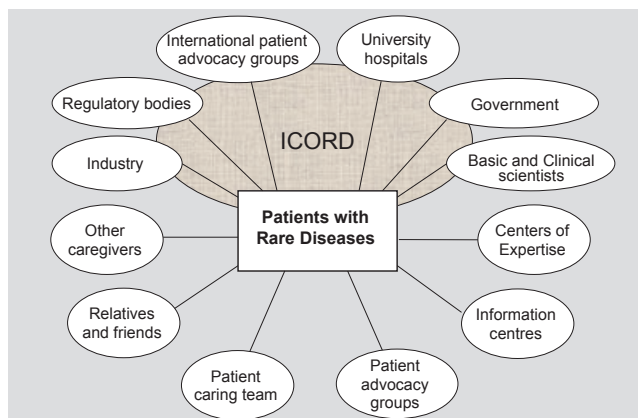 International patient
advocacy groups
University
hospitals
Regulatory bodies
Government
ICORD
Industry
Basic and Clinical
scientists
Patients with
Rare Diseases
Other
caregivers
Centers of
Expertise
Relatives
and friends
Information
centres
Patient
caring team
Patient
advocacy
groups